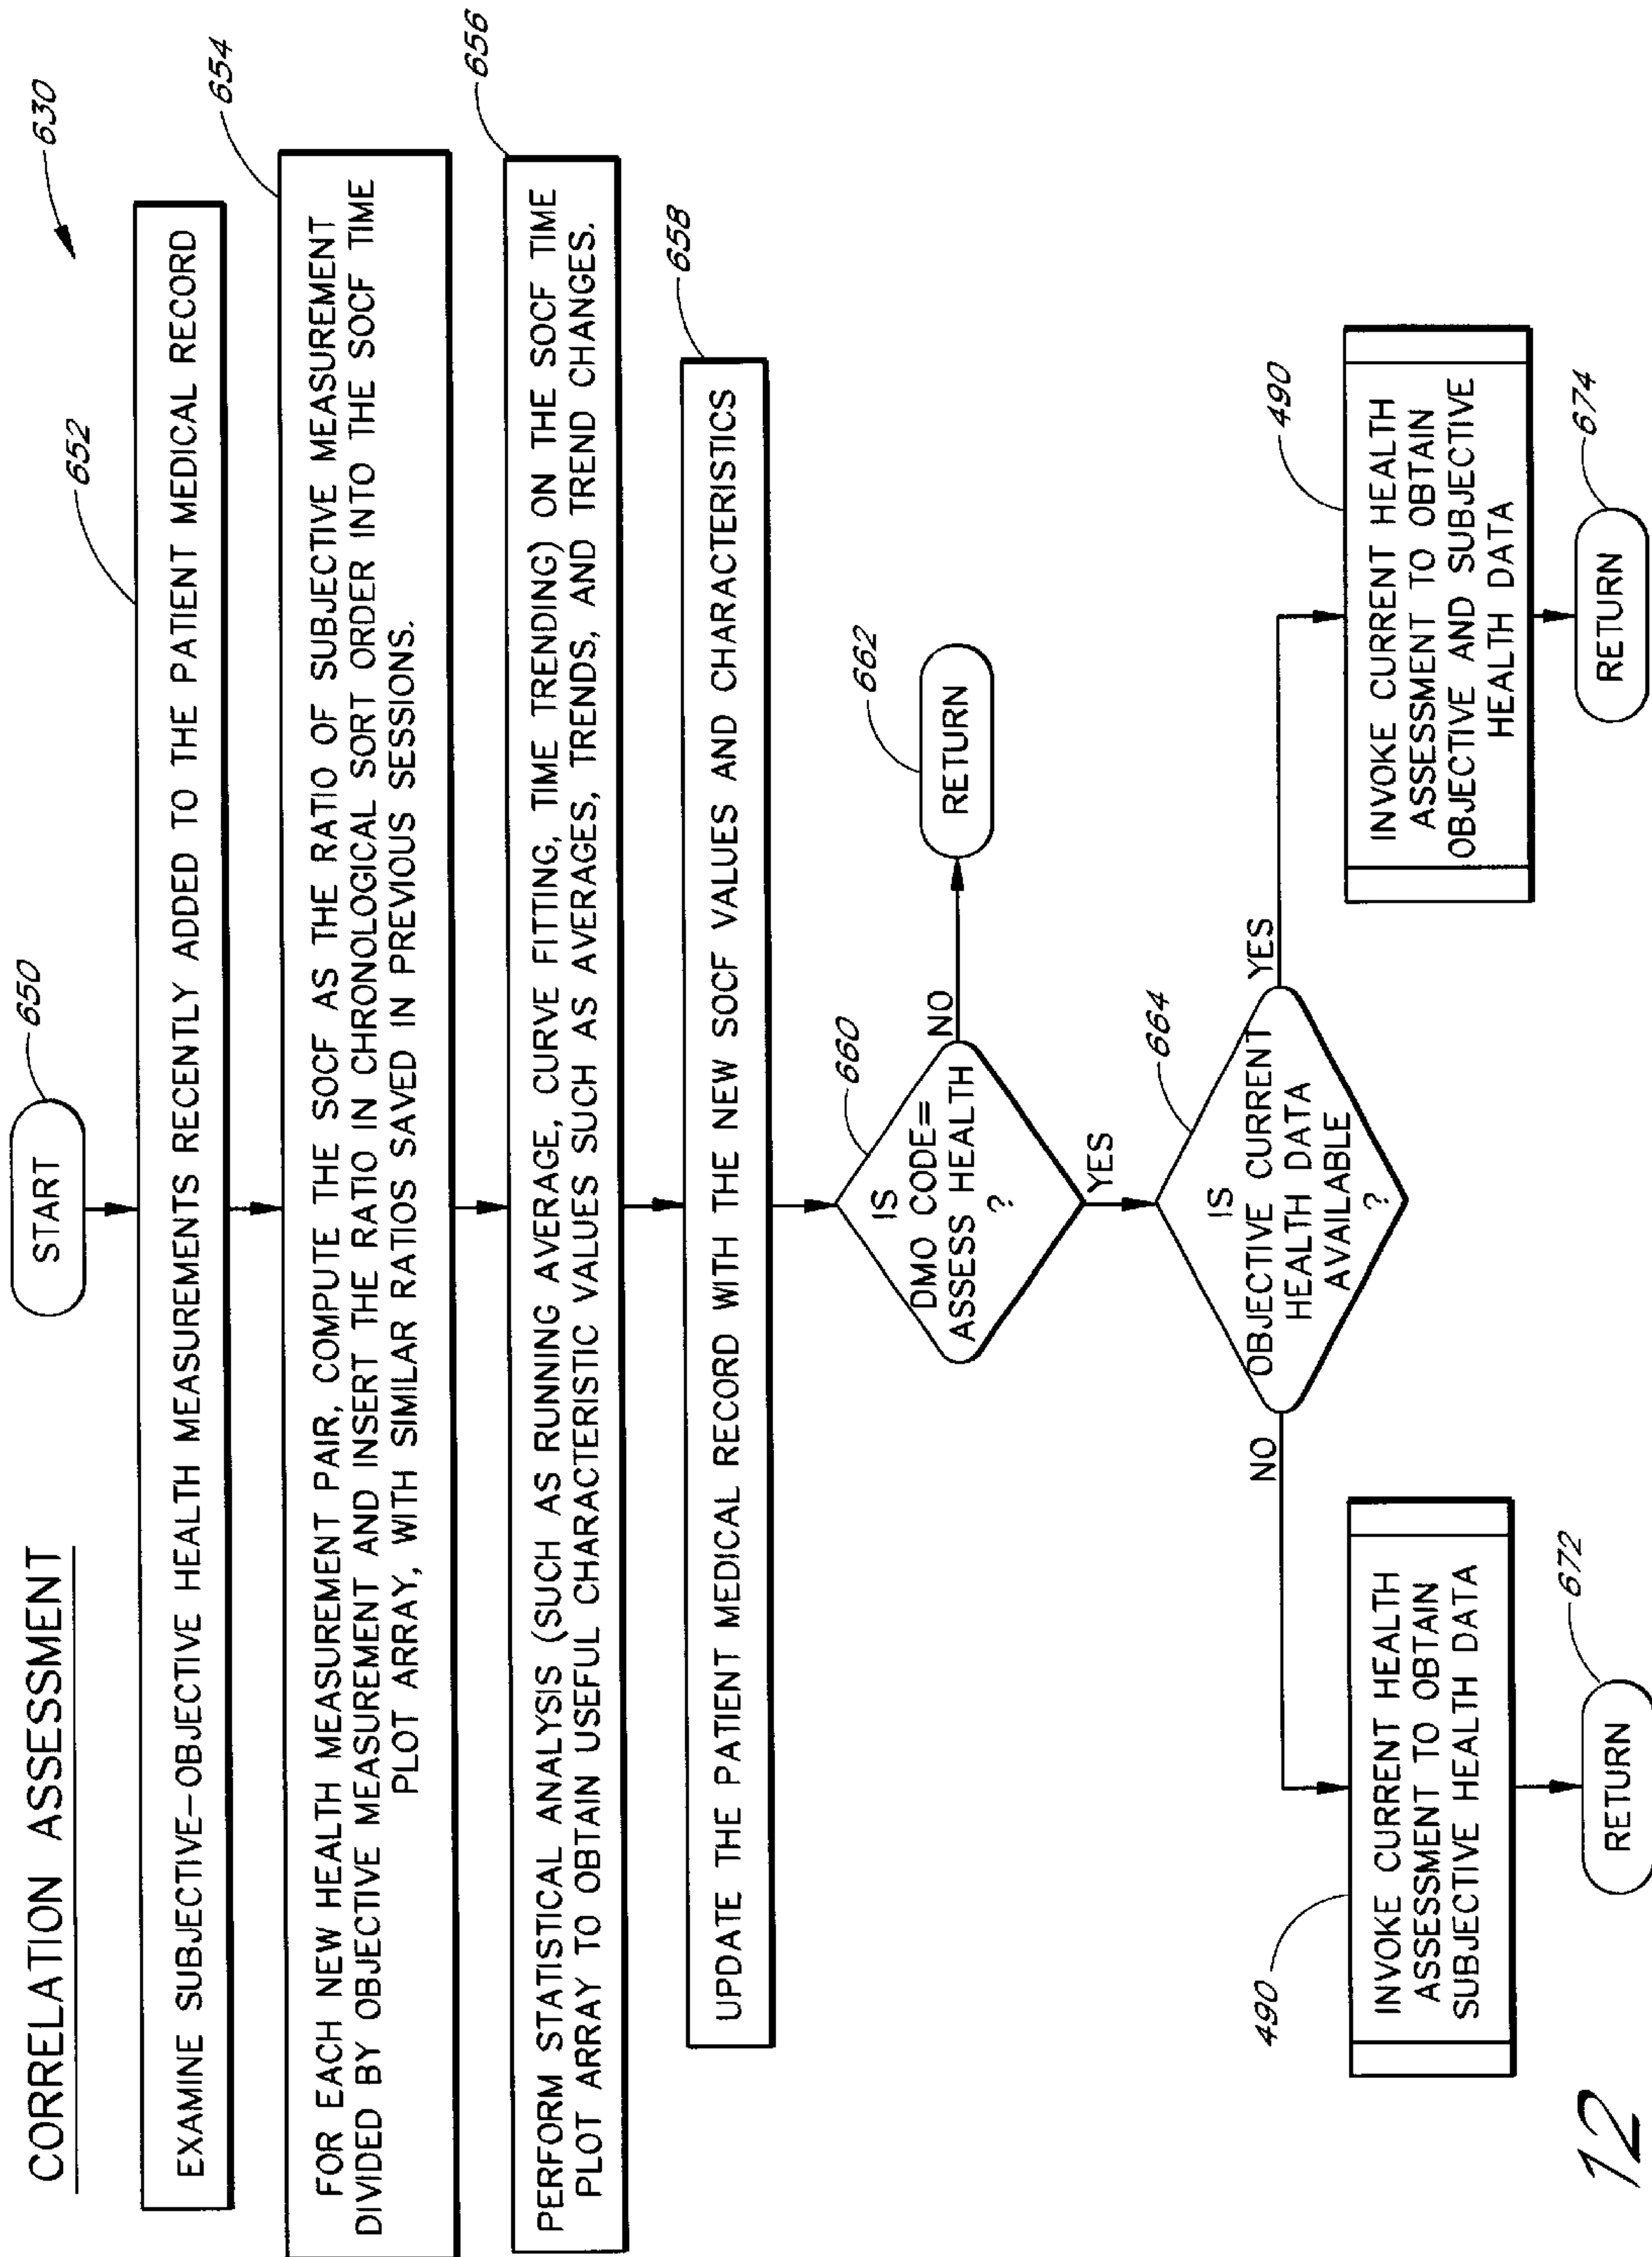 CORRELATION ASSESSMENT
630
START
650
EXAMINE SUBJECTIVE-OBJECTIVE HEALTH MEASUREMENTS RECENTLY ADDED TO THE PATIENT MEDICAL RECORD
652
FOR EACH NEW HEALTH MEASUREMENT PAIR, COMPUTE THE SOCF AS THE RATIO OF SUBJECTIVE MEASUREMENT
DIVIDED BY OBJECTIVE MEASUREMENT AND INSERT THE RATIO IN CHRONOLOGICAL SORT ORDER INTO THE SOCF TIME
PLOT ARRAY, WITH SIMILAR RATIOS SAVED IN PREVIOUS SESSIONS.
654
PERFORM STATISTICAL ANALYSIS (SUCH AS RUNNING AVERAGE, CURVE FITTING, TIME TRENDING) ON THE SOCF TIME
PLOT ARRAY TO OBTAIN USEFUL CHARACTERISTIC VALUES SUCH AS AVERAGES, TRENDS, AND TREND CHANGES.
656
UPDATE THE PATIENT MEDICAL RECORD WITH THE NEW SOCF VALUES AND CHARACTERISTICS
658
IS
DMO CODE=
ASSESS HEALTH
?
660
NO
RETURN
662
YES
IS
OBJECTIVE CURRENT
HEALTH DATA
AVAILABLE
?
664
NO
YES
490
INVOKE CURRENT HEALTH
ASSESSMENT TO OBTAIN
SUBJECTIVE HEALTH DATA
RETURN
672
INVOKE CURRENT HEALTH
ASSESSMENT TO OBTAIN
OBJECTIVE AND SUBJECTIVE
HEALTH DATA
490
RETURN
674
12